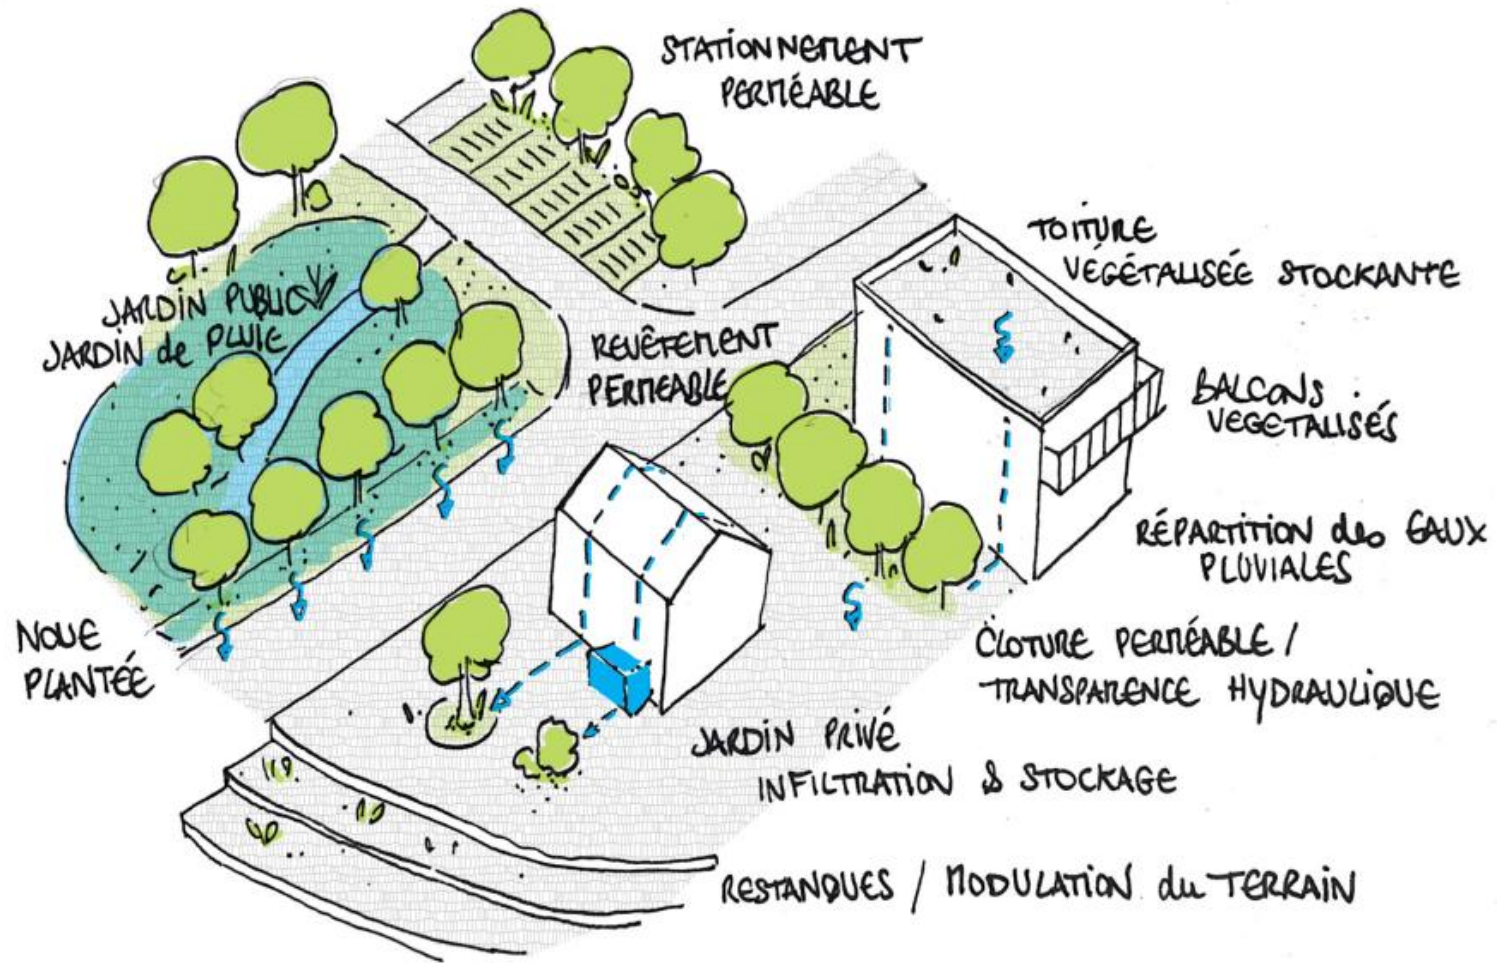 STATIONNEMENT
PERMÉABLE
TOITURE
VÉGÉTALISÉE STOCKANTE
JARDIN PUBLIC
JARDIN de PLUIE
REVÊTEMENT
PERMEABLE
BALCONS
VEGETALISÉS
RÉPARTITION des EAUX
PLUVIALES
NOUE
PLANTÉE
CLOTURE PERMÉABLE /
TRANSPARENCE HYDRAULIQUE
JARDIN PRIVÉ
INFILTRATION & STOCKAGE
RESTANQUES / MODULATION du TERRAIN